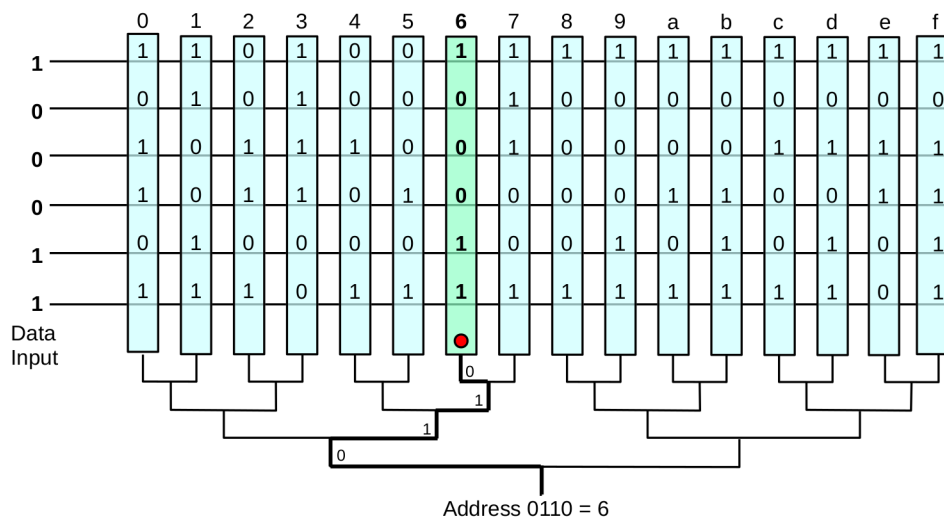 0 1 2 3 4 5 6 7 8 9 a b c d e f
1 1 1 0 1 0 0 1 1 1 1 1 1 1 1 1 1
0 0 1 0 1 0 0 0 1 0 0 0 0 0 0 0 0
0 1 0 1 1 1 0 0 1 0 0 0 0 1 1 1 1
0 1 0 1 1 0 1 0 0 0 0 1 1 0 0 1 1
1 0 1 0 0 0 0 1 0 0 1 0 1 0 1 0 1
1 1 1 1 0 1 1 1 1 1 1 1 1 1 1 0 1
Data
Input
0
1
1
0
Address 0110 = 6